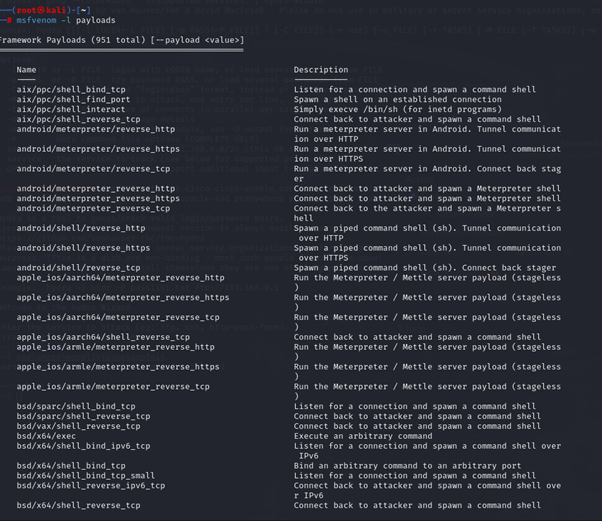 (root㉿kali)-[~]
# msfvenom -l payloads
Framework Payloads (951 total) [--payload <value>]
Name Description
aix/ppc/shell_bind_tcp Listen for a connection and spawn a command shell
aix/ppc/shell_find_port Spawn a shell on an established connection
aix/ppc/shell_interact Simply execve /bin/sh (for inetd programs)
aix/ppc/shell_reverse_tcp Connect back to attacker and spawn a command shell
android/meterpreter/reverse_http Run a meterpreter server in Android. Tunnel communicat
ion over HTTP
android/meterpreter/reverse_https Run a meterpreter server in Android. Tunnel communicat
ion over HTTPS
android/meterpreter/reverse_tcp Run a meterpreter server in Android. Connect back stag
er
android/meterpreter_reverse_http Connect back to attacker and spawn a Meterpreter shell
android/meterpreter_reverse_https Connect back to attacker and spawn a Meterpreter shell
android/meterpreter_reverse_tcp Connect back to the attacker and spawn a Meterpreter s
hell
android/shell/reverse_http Spawn a piped command shell (sh). Tunnel communication
over HTTP
android/shell/reverse_https Spawn a piped command shell (sh). Tunnel communication
over HTTPS
android/shell/reverse_tcp Spawn a piped command shell (sh). Connect back stager
apple_ios/aarch64/meterpreter_reverse_http Run the Meterpreter / Mettle server payload (stageless
)
apple_ios/aarch64/meterpreter_reverse_https Run the Meterpreter / Mettle server payload (stageless
)
apple_ios/aarch64/meterpreter_reverse_tcp Run the Meterpreter / Mettle server payload (stageless
)
apple_ios/aarch64/shell_reverse_tcp Connect back to attacker and spawn a command shell
apple_ios/armle/meterpreter_reverse_http Run the Meterpreter / Mettle server payload (stageless
)
apple_ios/armle/meterpreter_reverse_https Run the Meterpreter / Mettle server payload (stageless
)
apple_ios/armle/meterpreter_reverse_tcp Run the Meterpreter / Mettle server payload (stageless
)
bsd/sparc/shell_bind_tcp Listen for a connection and spawn a command shell
bsd/sparc/shell_reverse_tcp Connect back to attacker and spawn a command shell
bsd/vax/shell_reverse_tcp Connect back to attacker and spawn a command shell
bsd/x64/exec Execute an arbitrary command
bsd/x64/shell_bind_ipv6_tcp Listen for a connection and spawn a command shell over
IPv6
bsd/x64/shell_bind_tcp Bind an arbitrary command to an arbitrary port
bsd/x64/shell_bind_tcp_small Listen for a connection and spawn a command shell
bsd/x64/shell_reverse_ipv6_tcp Connect back to attacker and spawn a command shell ove
r IPv6
bsd/x64/shell_reverse_tcp Connect back to attacker and spawn a command shell